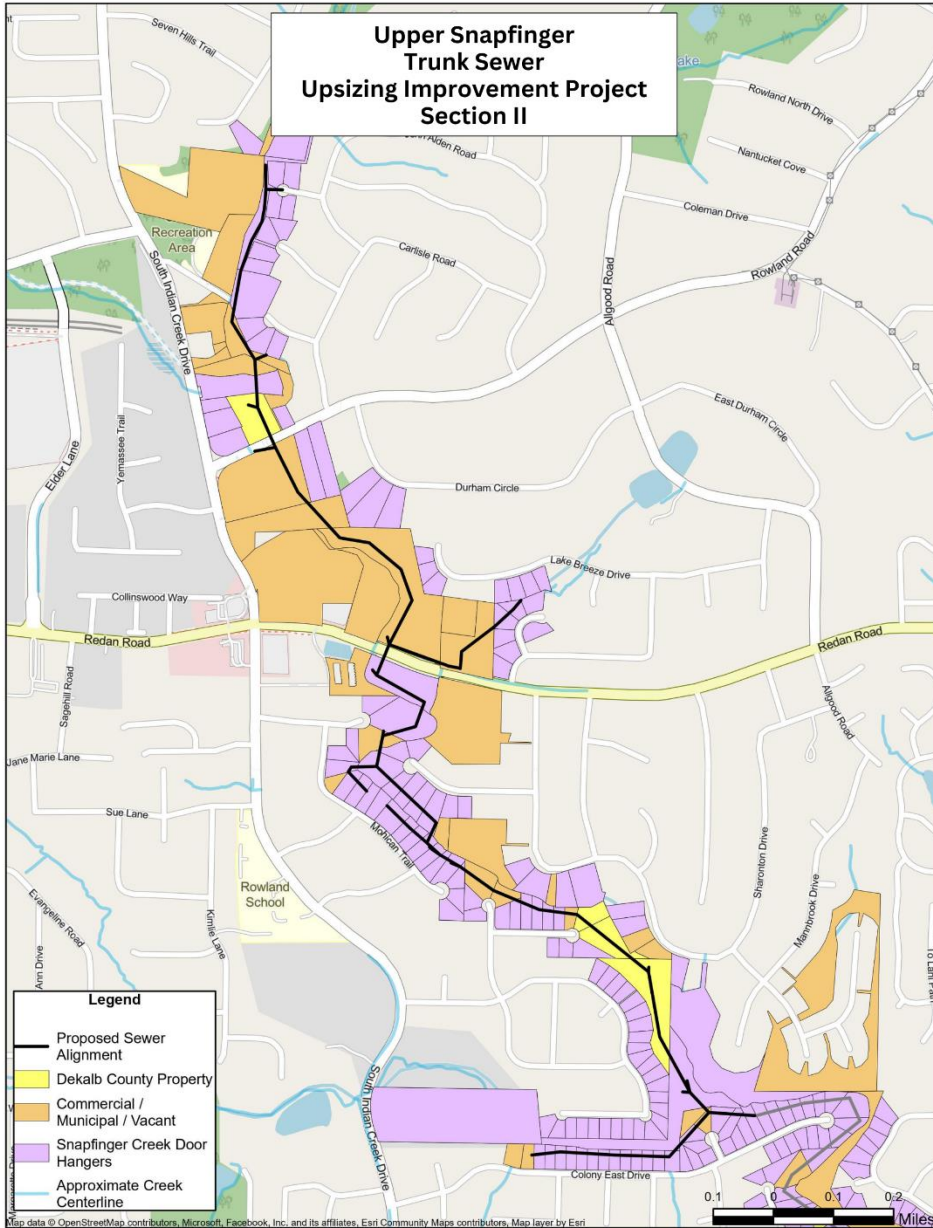 Upper Snapfinger
Trunk Sewer
Upsizing Improvement Project
Section II
Seven Hills Trail
Rowland North Drive
Alden Road
Nantucket Cove
Coleman Drive
Recreation
Area
Carlisle Road
Allgood Road
Rowland Road
South Indian Creek Drive
Yemassee Trail
Elder Lane
East Durham Circle
Durham Circle
Lake Breeze Drive
Collinswood Way
Redan Road
Redan Road
Sagehill Road
Allgood Road
Jane Marie Lane
Sue Lane
Mohican Trail
Sharonton Drive
Mannbrook Drive
Rowland
School
Kimlie Lane
Evangeline Road
Ann Drive
South Indian Creek Drive
Colony East Drive
Legend
Proposed Sewer
Alignment
Dekalb County Property
Commercial /
Municipal / Vacant
Snapfinger Creek Door
Hangers
Approximate Creek
Centerline
0.1 0 0.1 0.2
Miles
Map data © OpenStreetMap contributors, Microsoft, Facebook, Inc. and its affiliates, Esri Community Maps contributors, Map layer by Esri